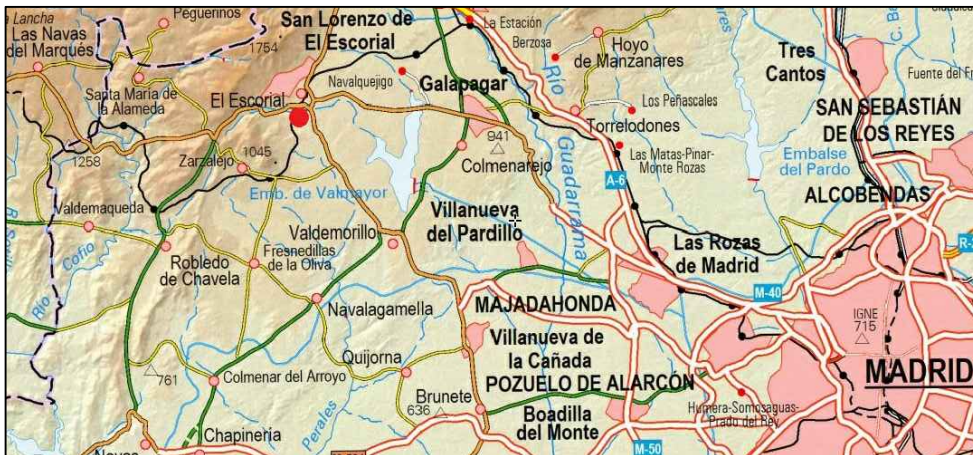 La Lancha
Peguerinos
Las Navas
del Marqués
1754
San Lorenzo de
El Escorial
La Estación
Berzosa
Hoyo
de Manzanares
Tres
Cantos
Fuente del
Navalquejigo
Galapagar
Santa María de
la Alameda
El Escorial
Río
Guadarrama
Los Peñascales
Torrelodones
SAN SEBASTIÁN
DE LOS REYES
941
Colmenarejo
Las Matas-Pinar-
Monte Rozas
Embalse
del Pardo
1258
Zarzalejo
1045
Emb. de Valmayor
A-6
ALCOBENDAS
Valdemaqueda
Villanueva
del Pardillo
Valdemorillo
Río
Cofio
Robledo
de Chavela
Fresnedillas
de la Oliva
Las Rozas
de Madrid
M-40
Navalagamella
MAJADAHONDA
IGNE
715
Villanueva de
la Cañada
Quijorna
761
Colmenar del Arroyo
POZUELO DE ALARCÓN
MADRID
636
Brunete
Boadilla
del Monte
Húmera-Somosaguas-
Prado del Rey
Perales
Chapinería
M-50